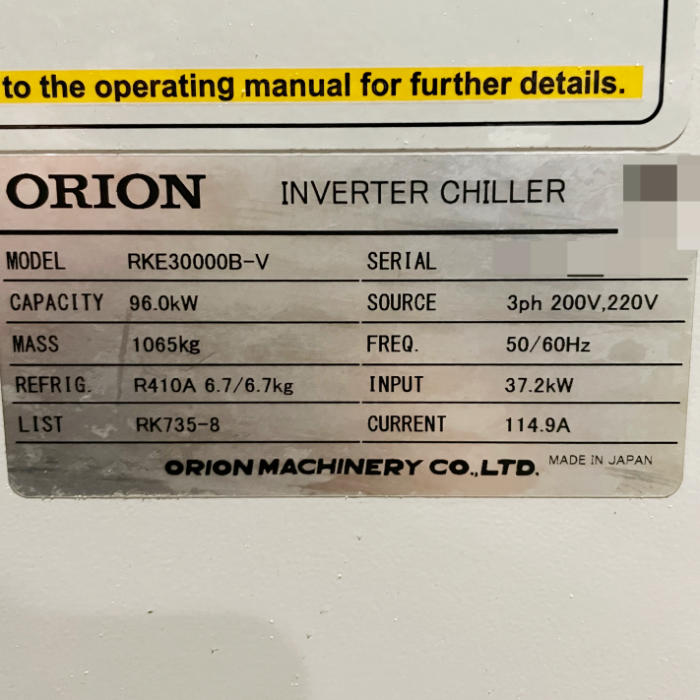 to the operating manual for further details.
ORION INVERTER CHILLER
MODEL RKE30000B-V SERIAL
CAPACITY 96.0kW SOURCE 3ph 200V,220V
MASS 1065kg FREQ. 50/60Hz
REFRIG. R410A 6.7/6.7kg INPUT 37.2kW
LIST RK735-8 CURRENT 114.9A
ORION MACHINERY CO.,LTD. MADE IN JAPAN